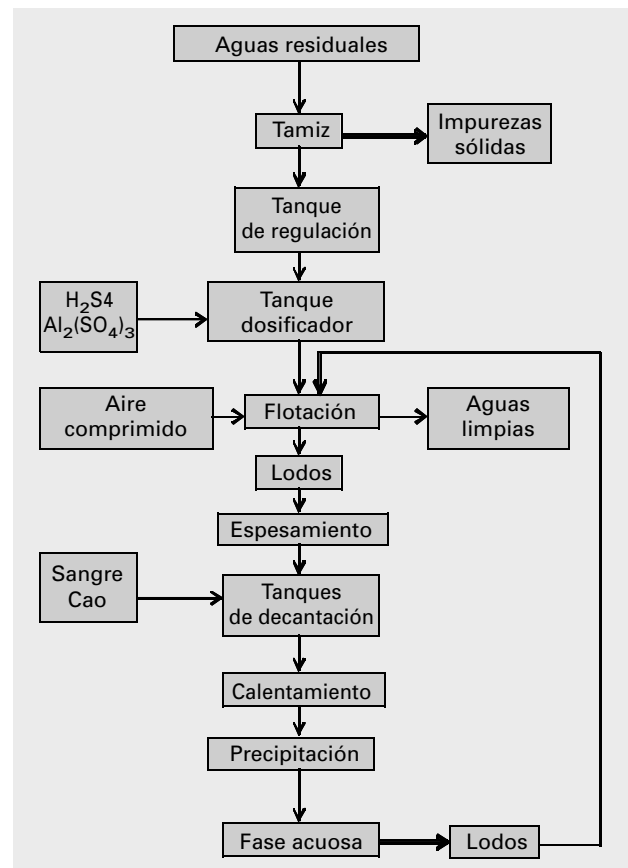 Aguas residuales
Tamiz
Impurezas
sólidas
Tanque
de regulación
H₂S4
Al₂(SO₄)₃
Tanque
dosificador
Aire
comprimido
Flotación
Aguas
limpias
Lodos
Espesamiento
Sangre
Cao
Tanques
de decantación
Calentamiento
Precipitación
Fase acuosa
Lodos